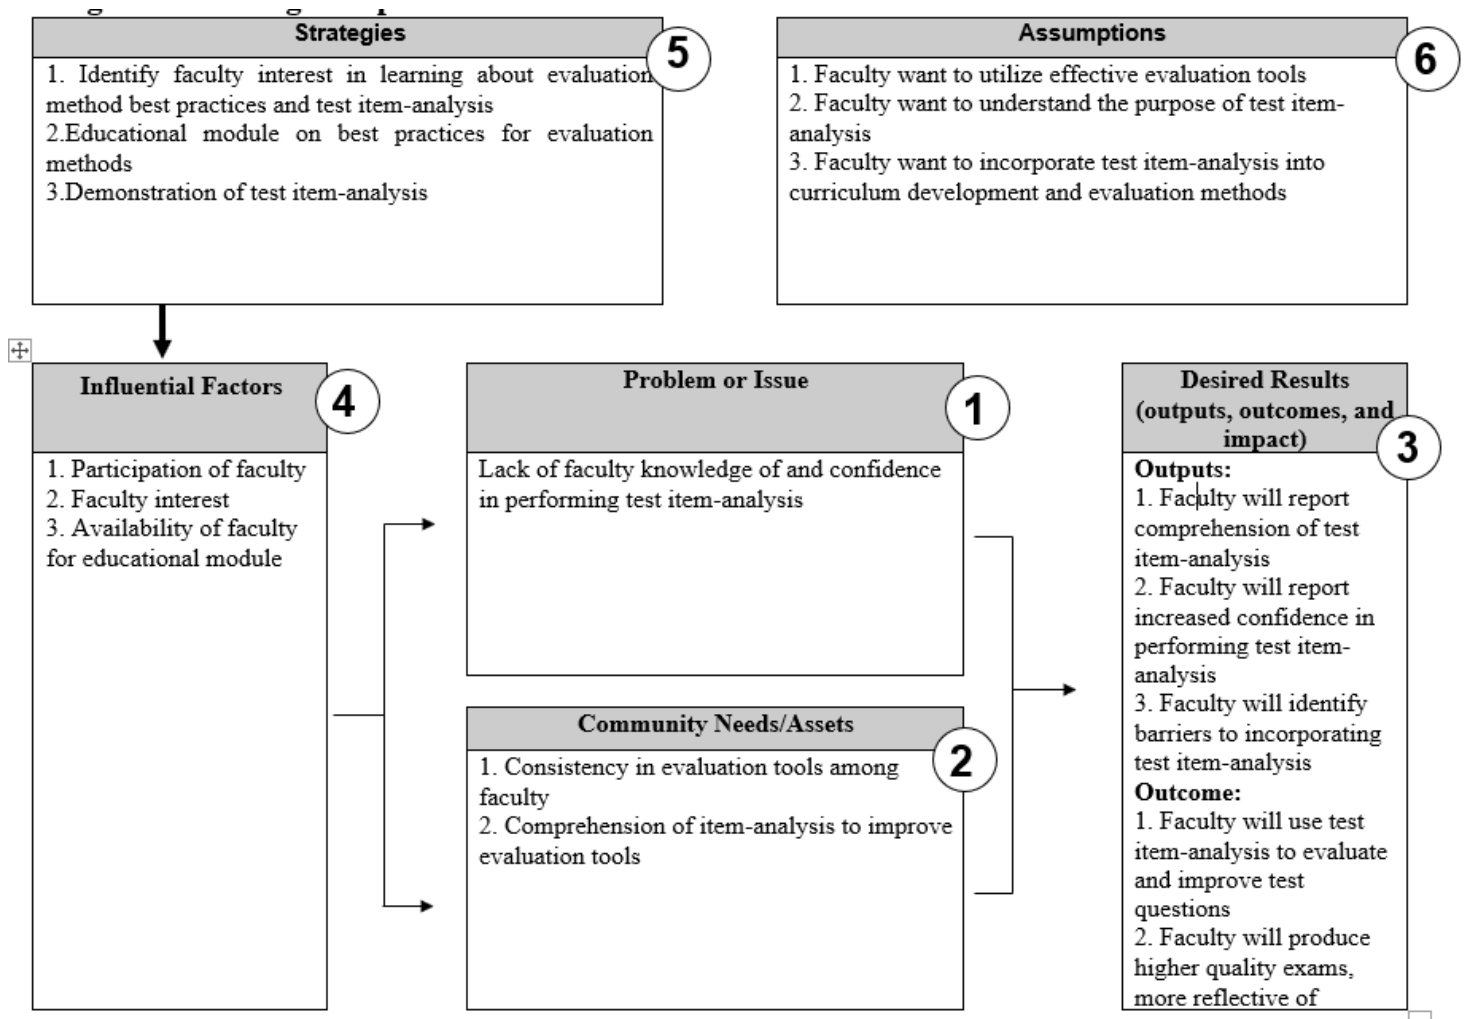 Strategies
5
1. Identify faculty interest in learning about evaluation
method best practices and test item-analysis
2.Educational module on best practices for evaluation
methods
3.Demonstration of test item-analysis
Assumptions
6
1. Faculty want to utilize effective evaluation tools
2. Faculty want to understand the purpose of test item-
analysis
3. Faculty want to incorporate test item-analysis into
curriculum development and evaluation methods
Influential Factors
4
1. Participation of faculty
2. Faculty interest
3. Availability of faculty
for educational module
Problem or Issue
1
Lack of faculty knowledge of and confidence
in performing test item-analysis
Community Needs/Assets
2
1. Consistency in evaluation tools among
faculty
2. Comprehension of item-analysis to improve
evaluation tools
Desired Results
(outputs, outcomes, and
impact)
3
Outputs:
1. Faculty will report
comprehension of test
item-analysis
2. Faculty will report
increased confidence in
performing test item-
analysis
3. Faculty will identify
barriers to incorporating
test item-analysis
Outcome:
1. Faculty will use test
item-analysis to evaluate
and improve test
questions
2. Faculty will produce
higher quality exams,
more reflective of